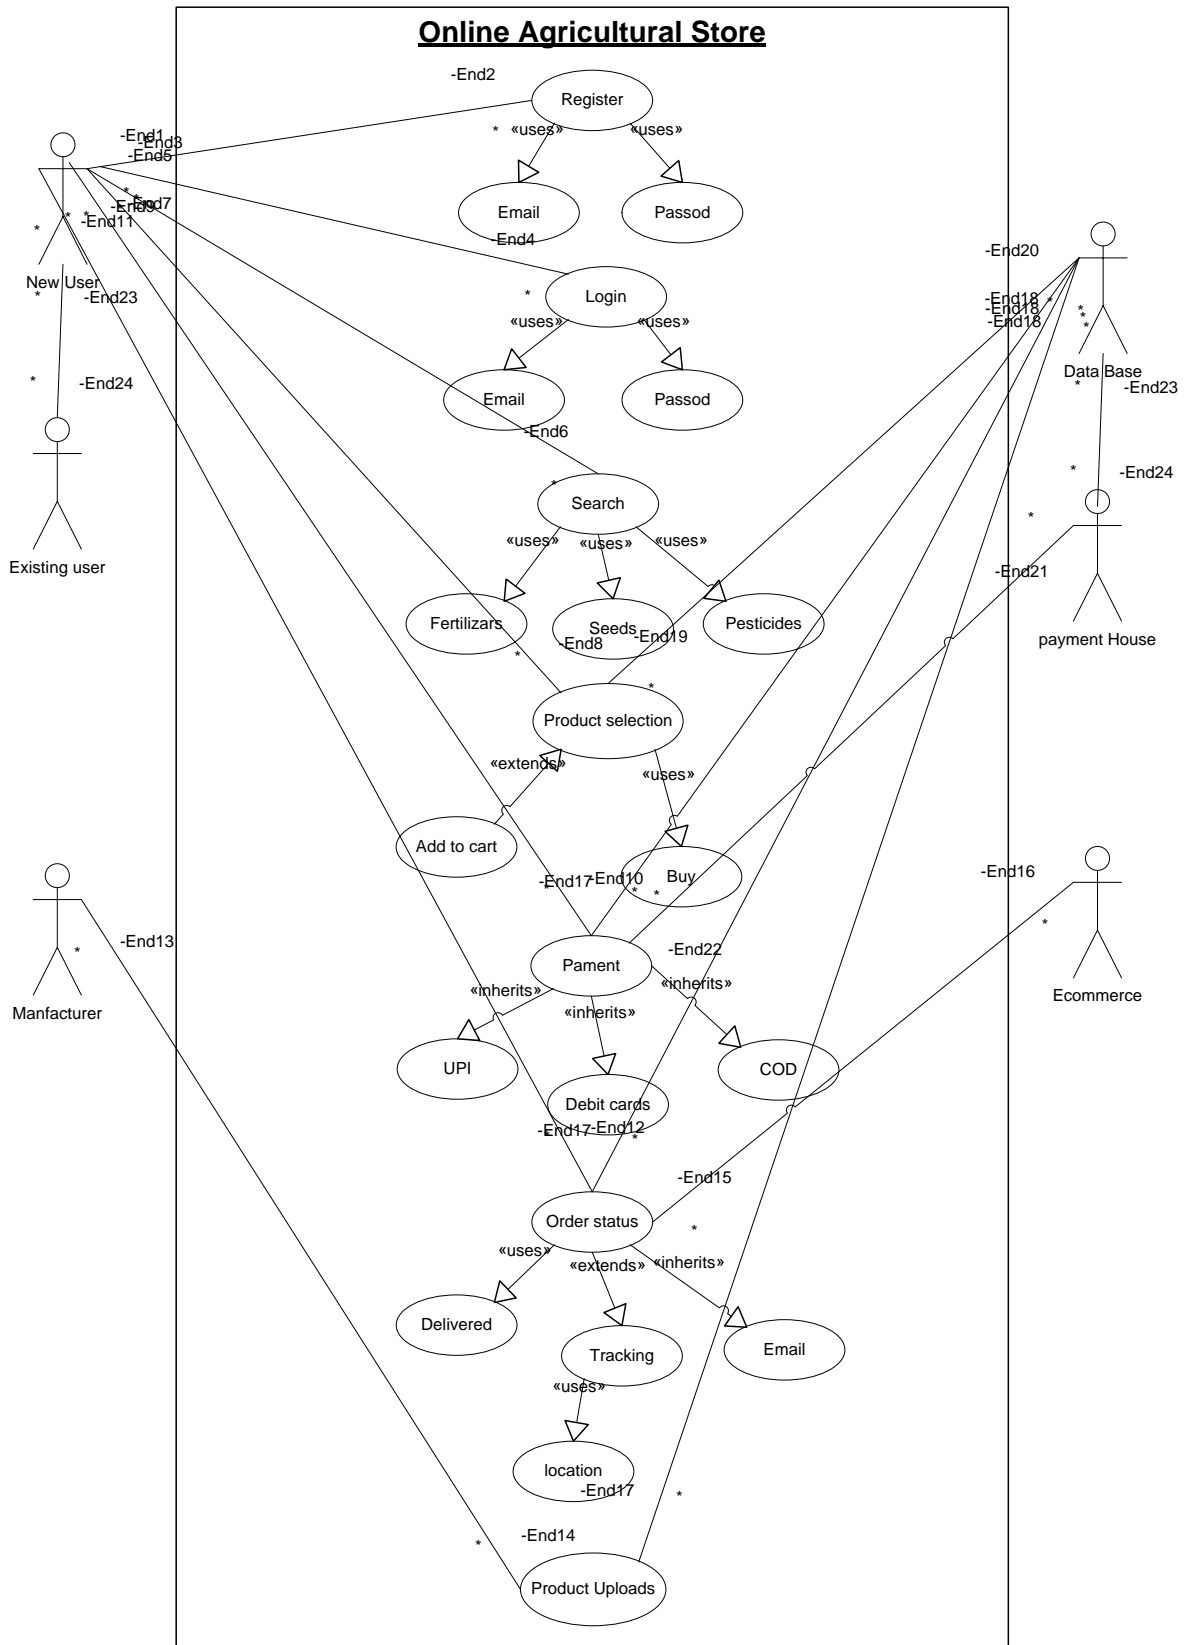 Online Agricultural Store
-End2
Register
-End1
-End3
*
«uses»
«uses»
-End5
Email
Passod
*
*
-End9
-End7
*
*
*
-End11
-End4
-End20
New User
*
-End23
*
Login
-End18
*
-End18
*
-End18
*
*
«uses»
«uses»
*
-End24
Email
Passod
Data Base
*
-End23
-End6
*
-End24
*
Search
*
«uses»
«uses»
«uses»
Existing user
-End21
Fertilizars
Seeds
Pesticides
-End8
-End19
payment House
*
*
Product selection
«extends»
«uses»
Add to cart
Buy
-End17
-End10
*
*
*
-End16
*
-End13
*
-End22
Pament
«inherits»
«inherits»
«inherits»
Manfacturer
Ecommerce
UPI
COD
Debit cards
-End17
-End12
*
*
-End15
Order status
*
«uses»
«extends»
«inherits»
Delivered
Tracking
Email
«uses»
location
-End17
*
-End14
*
Product Uploads